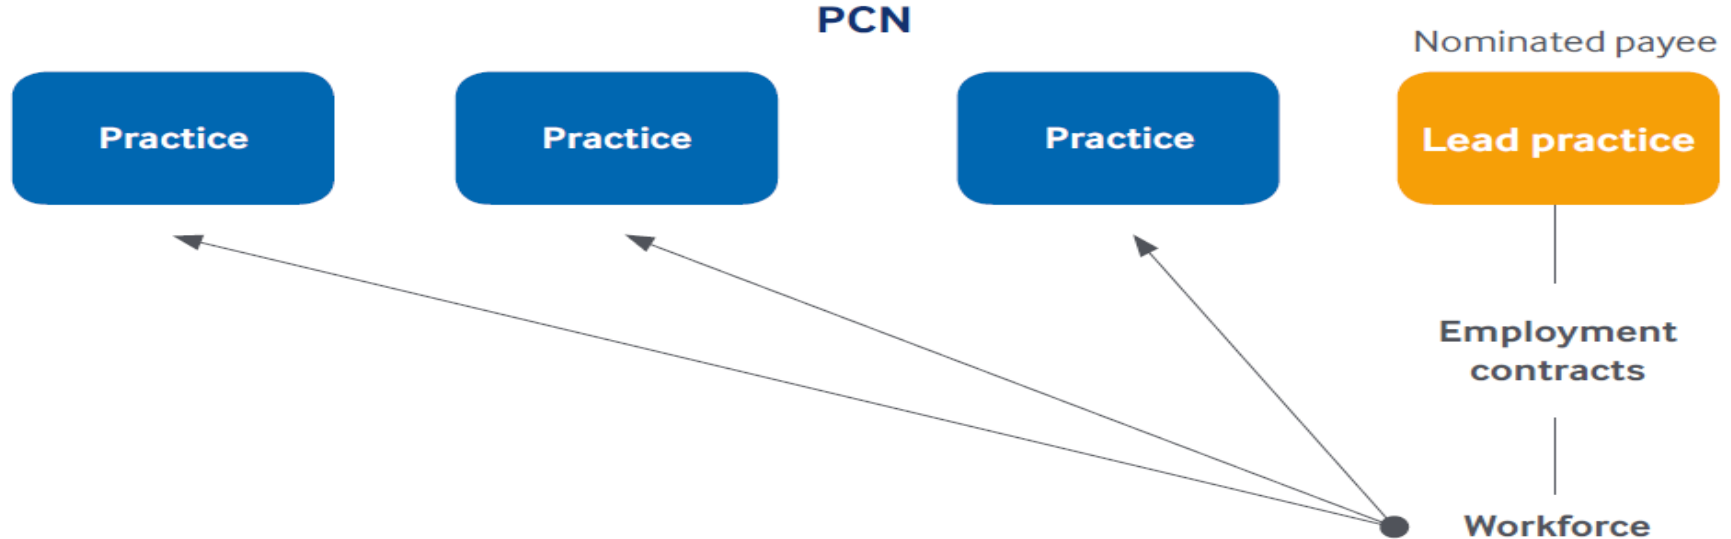 PCN
Nominated payee
Practice
Practice
Practice
Lead practice
Employment
contracts
Workforce